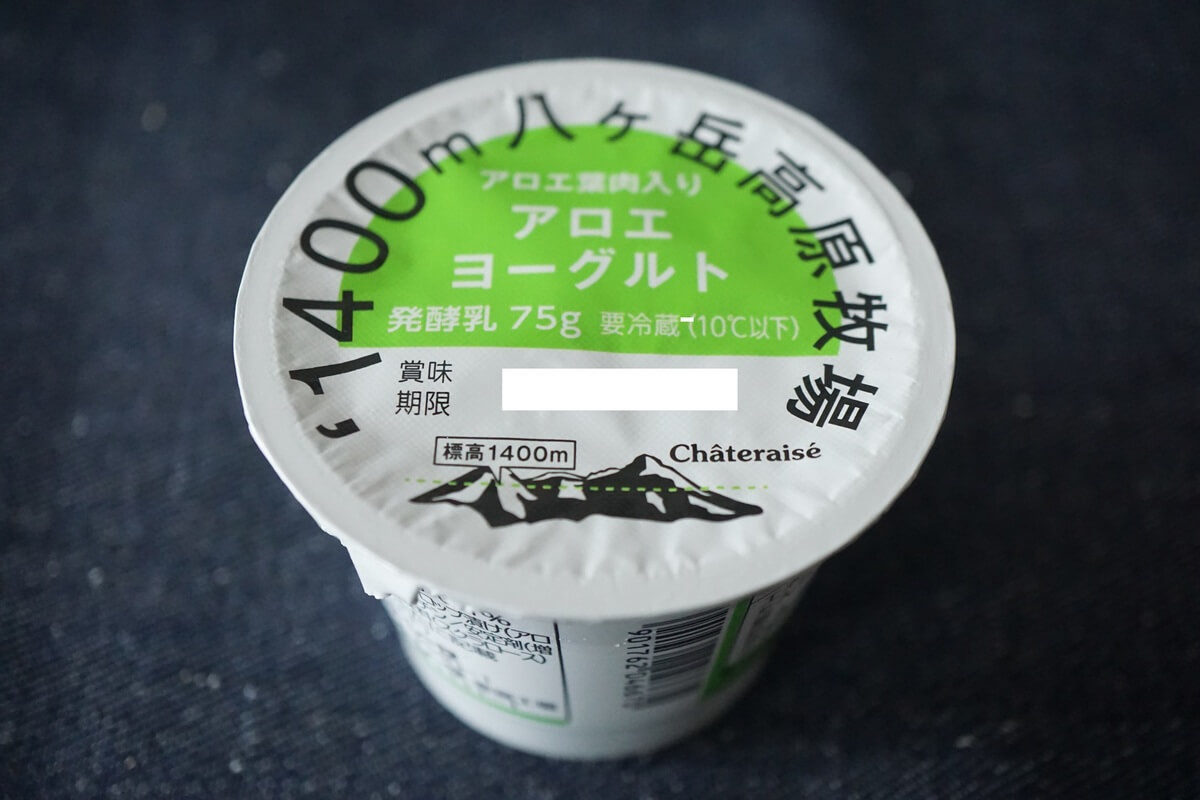 ,1400m八ヶ岳高原牧場
アロエ葉肉入り
アロエ
ヨーグルト
発酵乳 75g 要冷蔵(10℃以下)
賞味
期限
標高1400m
Châteraisé